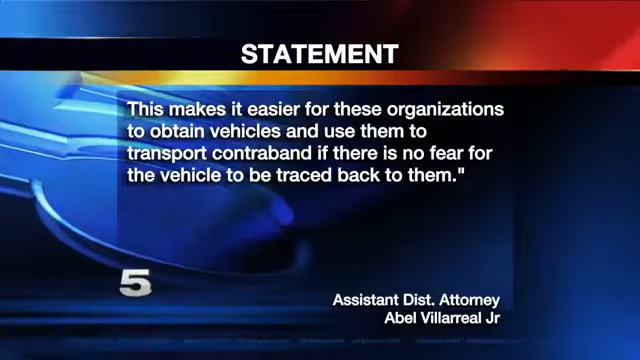 STATEMENT
This makes it easier for these organizations
to obtain vehicles and use them to
transport contraband if there is no fear for
the vehicle to be traced back to them."
5
Assistant Dist. Attorney
Abel Villarreal Jr